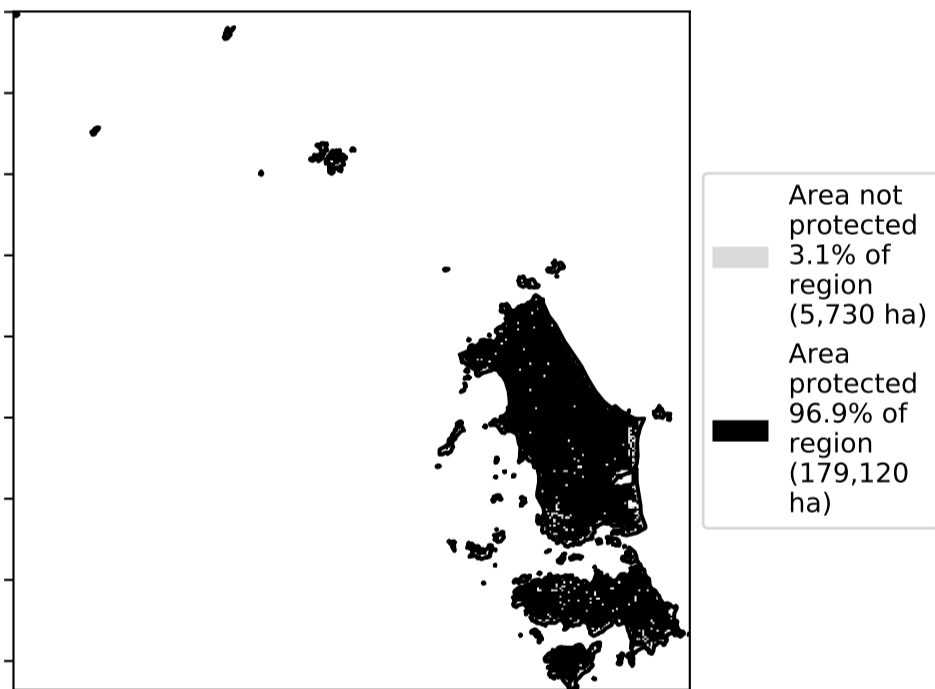 Area not
protected
3.1% of
region
(5,730 ha)
Area
protected
96.9% of
region
(179,120
ha)